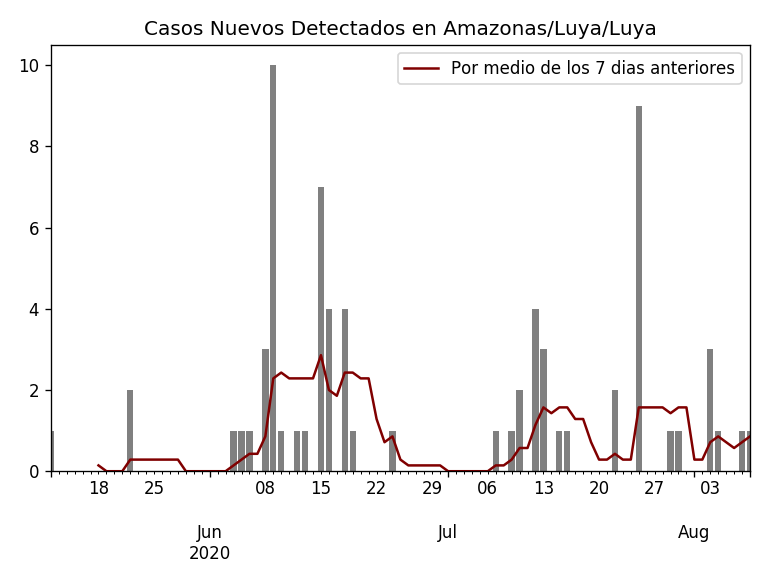 Casos Nuevos Detectados en Amazonas/Luya/Luya
Por medio de los 7 dias anteriores
10
8
6
4
2
0
18 25 08 15 22 29 06 13 20 27 03
Jun Jul Aug
2020